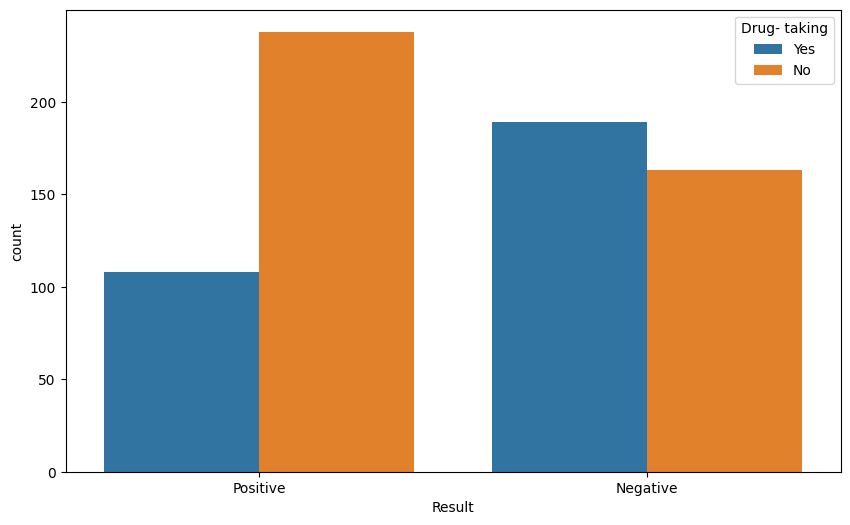 Drug- taking
Yes
No
200
150
100
50
0
count
Positive
Negative
Result